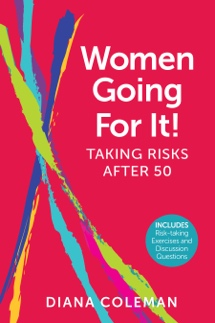 Women
Going
For It!
TAKING RISKS
AFTER 50
INCLUDES
Risk-taking
Exercises and
Discussion
Questions
DIANA COLEMAN